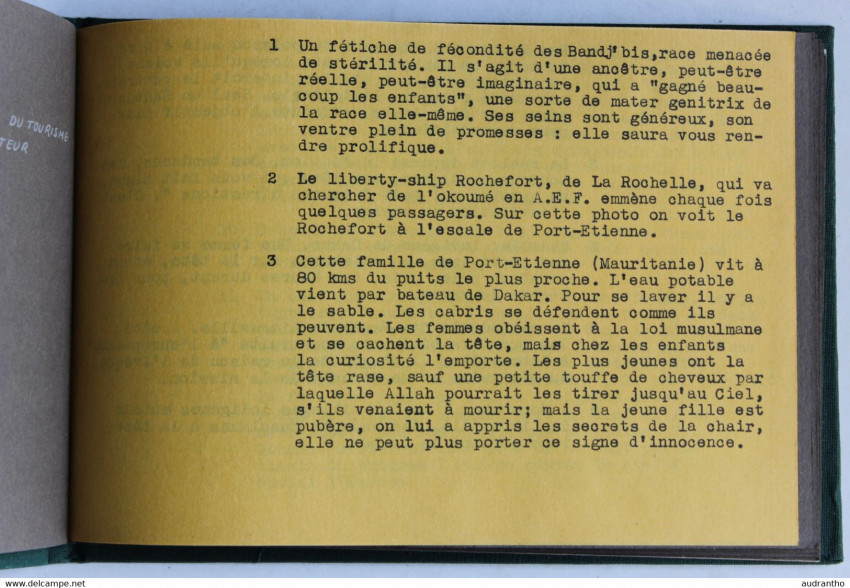 DU TOURISME
TEUR
1 Un fétiche de fécondité des Bandj'bis,race menacée
de stérilité. Il s'agit d'une ancêtre, peut-être
réelle, peut-être imaginaire, qui a "gagné beau-
coup les enfants", une sorte de mater genitrix de
la race elle-même. Ses seins sont généreux, son
ventre plein de promesses : elle saura vous ren-
dre prolifique.
2 Le liberty-ship Rochefort, de La Rochelle, qui va
chercher de l'okoumé en A.E.F. emmène chaque fois
quelques passagers. Sur cette photo on voit le
Rochefort à l'escale de Port-Etienne.
3 Cette famille de Port-Etienne (Mauritanie) vit à
80 kms du puits le plus proche. L'eau potable
vient par bateau de Dakar. Pour se laver il y a
le sable. Les cabris se défendent comme ils
peuvent. Les femmes obéissent à la loi musulmane
et se cachent la tête, mais chez les enfants
la curiosité l'emporte. Les plus jeunes ont la
tête rase, sauf une petite touffe de cheveux par
laquelle Allah pourrait les tirer jusqu'au Ciel,
s'ils venaient à mourir; mais la jeune fille est
pubère, on lui a appris les secrets de la chair,
elle ne peut plus porter ce signe d'innocence.
delcampe.net
audrantho